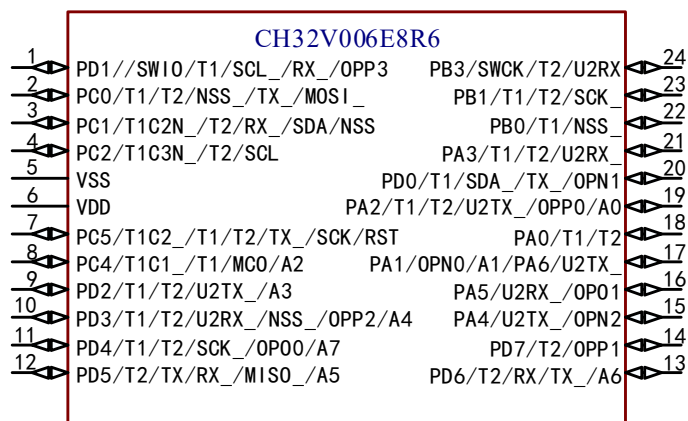 CH32V006E8R6
1 PD1//SWIO/T1/SCL_/RX_/OPP3 PB3/SWCK/T2/U2RX 24
2 PC0/T1/T2/NSS_/TX_/MOSI_ PB1/T1/T2/SCK_ 23
3 PC1/T1C2N_/T2/RX_/SDA/NSS PB0/T1/NSS_ 22
4 PC2/T1C3N_/T2/SCL PA3/T1/T2/U2RX_ 21
5 VSS PD0/T1/SDA_/TX_/OPN1 20
6 VDD PA2/T1/T2/U2TX_/OPP0/A0 19
7 PC5/T1C2_/T1/T2/TX_/SCK/RST PA0/T1/T2 18
8 PC4/T1C1_/T1/MCO/A2 PA1/OPN0/A1/PA6/U2TX_ 17
9 PD2/T1/T2/U2TX_/A3 PA5/U2RX_/OPO1 16
10 PD3/T1/T2/U2RX_/NSS_/OPP2/A4 PA4/U2TX_/OPN2 15
11 PD4/T1/T2/SCK_/OPO0/A7 PD7/T2/OPP1 14
12 PD5/T2/TX/RX_/MISO_/A5 PD6/T2/RX/TX_/A6 13